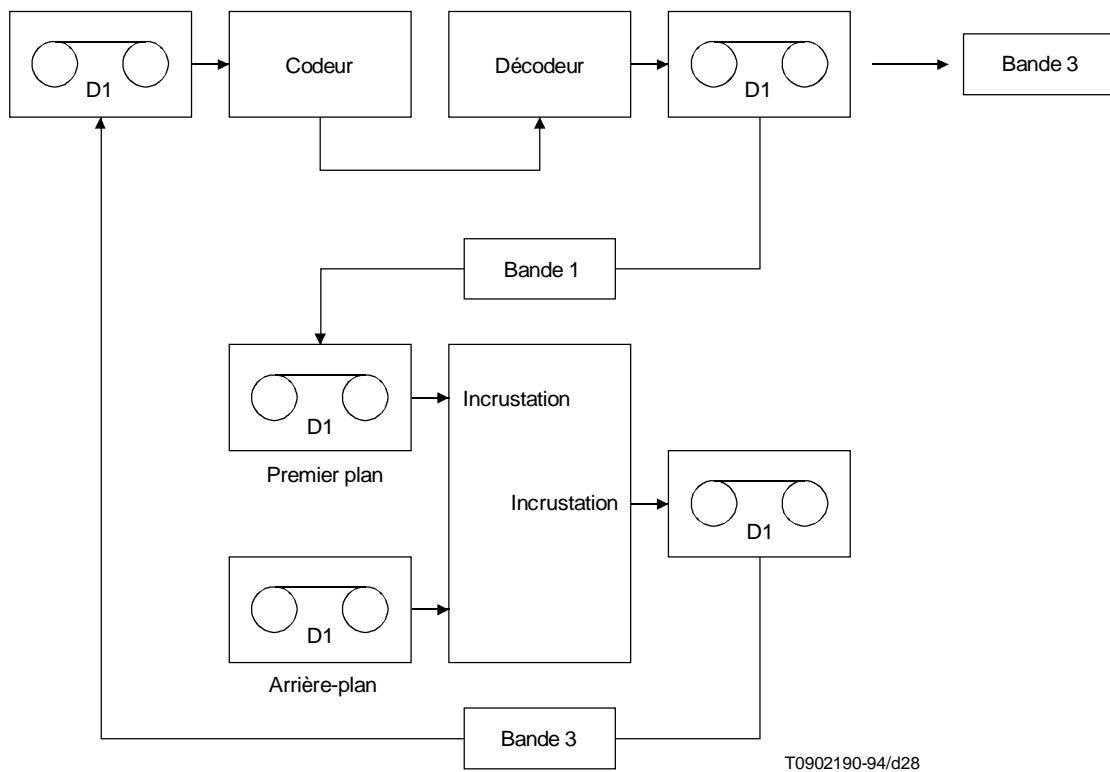 D1
Codeur
Décodeur
D1
Bande 3
Bande 1
D1
Premier plan
Incrustation
Incrustation
D1
D1
Arrière-plan
Bande 3
T0902190-94/d28